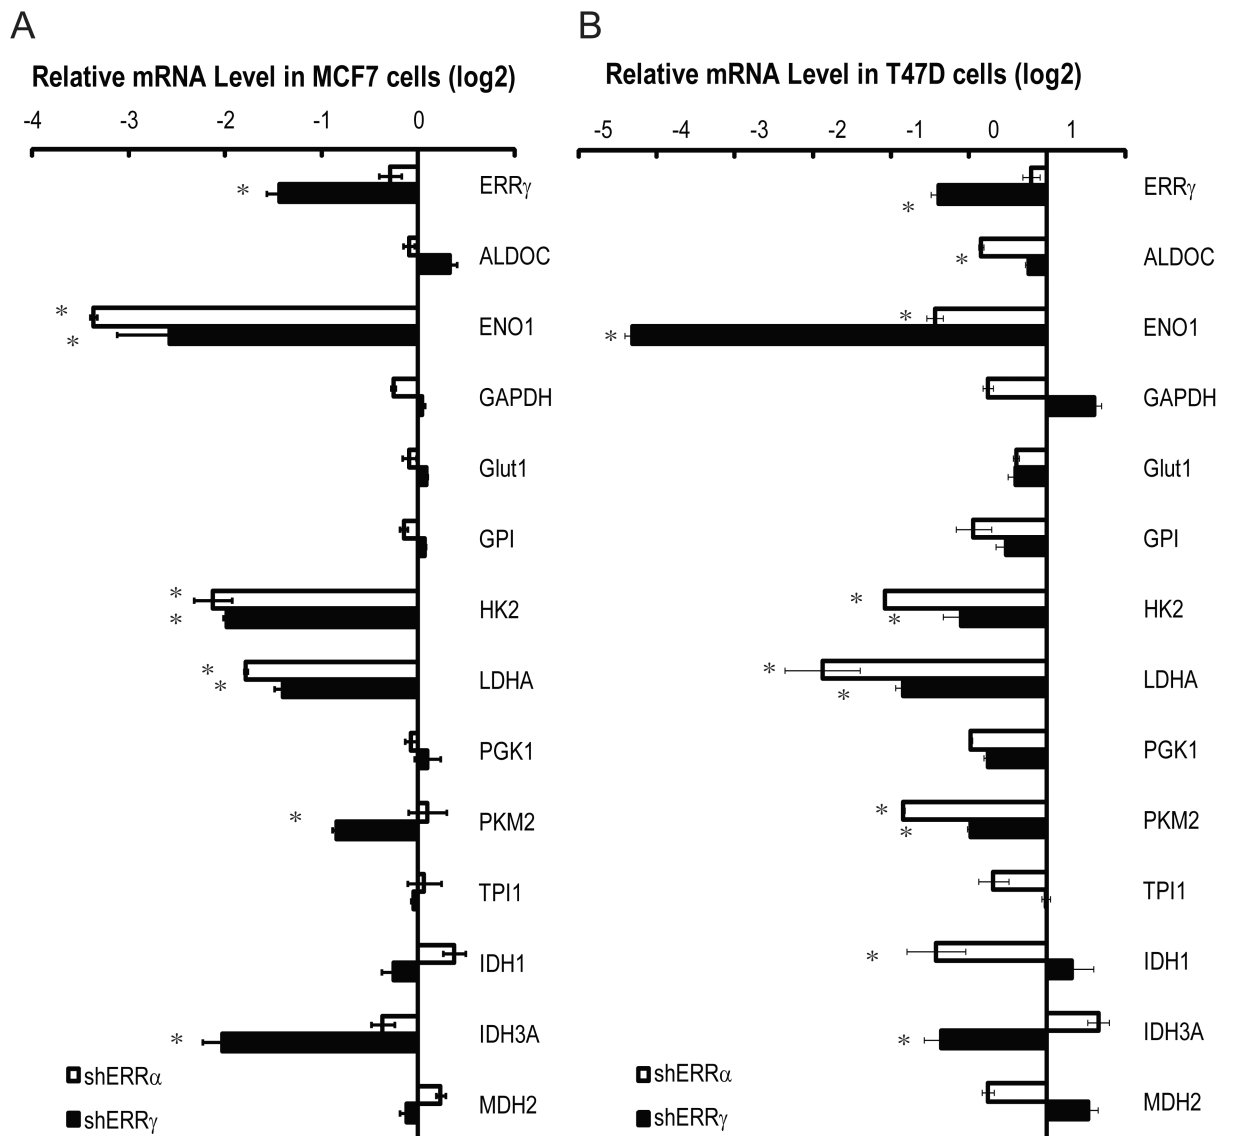 A
Relative mRNA Level in MCF7 cells (log2)
-4 -3 -2 -1 0
* ERRγ
ALDOC
* ENO1
*
GAPDH
Glut1
GPI
* HK2
*
* LDHA
*
PGK1
* PKM2
TPI1
IDH1
* IDH3A
MDH2
shERRα
shERRγ
B
Relative mRNA Level in T47D cells (log2)
-5 -4 -3 -2 -1 0 1
ERRγ
*
ALDOC
*
* ENO1
*
GAPDH
Glut1
GPI
* HK2
*
* LDHA
*
PGK1
* PKM2
*
TPI1
* IDH1
* IDH3A
MDH2
shERRα
shERRγ